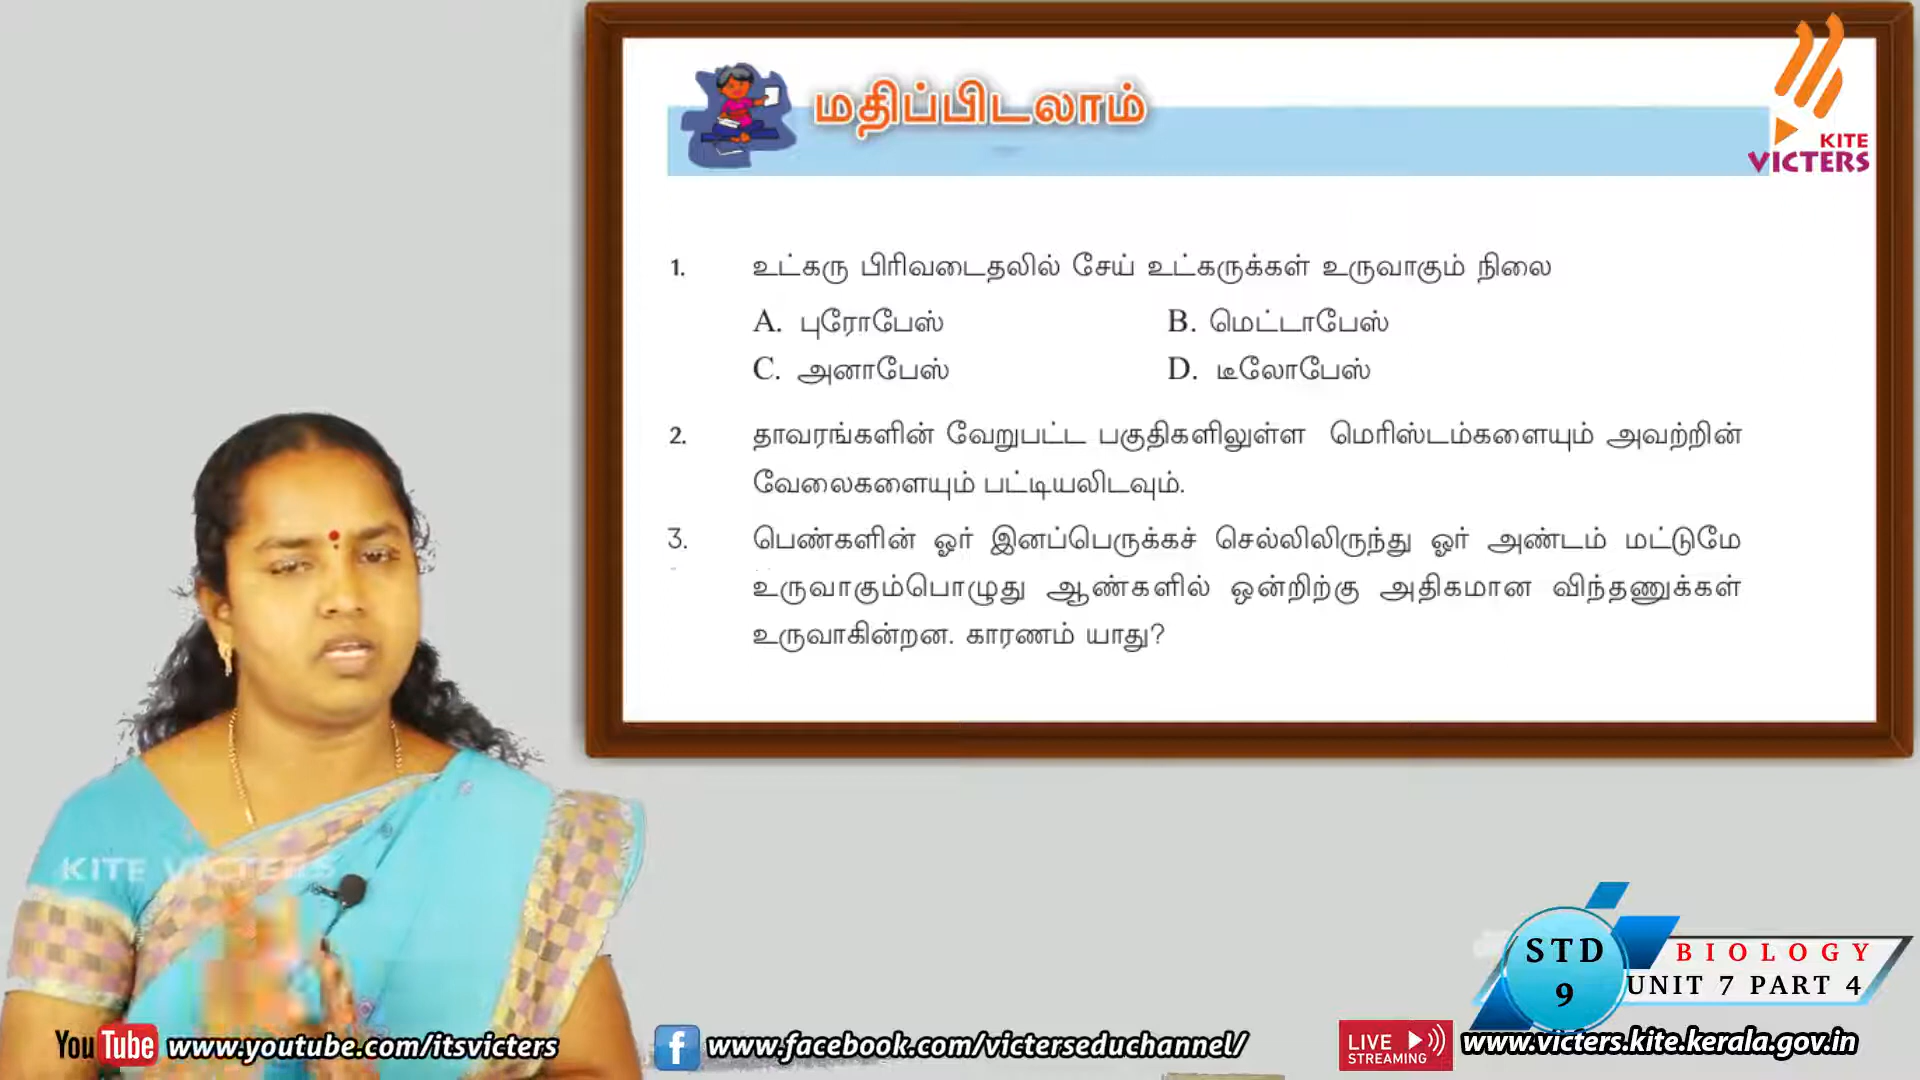 மதிப்பிடலாம்
KITE
VICTERS
1. உட்கரு பிரிவடைதலில் சேய் உட்கருக்கள் உருவாகும் நிலை
A. புரோபேஸ் B. மெட்டாபேஸ்
C. அனாபேஸ் D. டீலோபேஸ்
2. தாவரங்களின் வேறுபட்ட பகுதிகளிலுள்ள மெரிஸ்டம்களையும் அவற்றின்
வேலைகளையும் பட்டியலிடவும்.
3. பெண்களின் ஓர் இனப்பெருக்கச் செல்லிலிருந்து ஓர் அண்டம் மட்டுமே
உருவாகும்பொழுது ஆண்களில் ஒன்றிற்கு அதிகமான விந்தணுக்கள்
உருவாகின்றன. காரணம் யாது?
KITE VICTERS
STD
9
BIOLOGY
UNIT 7 PART 4
YouTube www.youtube.com/itsvicters
f www.facebook.com/victerseduchannel/
LIVE
STREAMING
www.victers.kite.kerala.gov.in